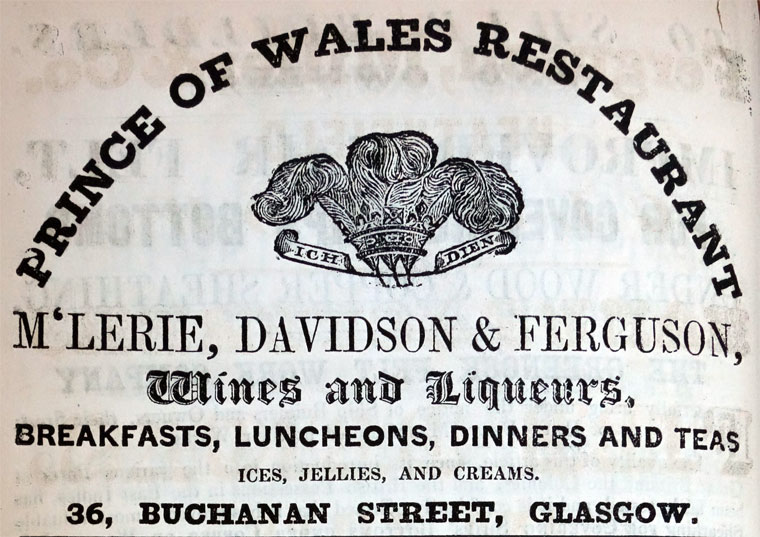 PRINCE OF WALES RESTAURANT
ICH DIEN
M‘LERIE, DAVIDSON & FERGUSON,
Wines and Liqueurs,
BREAKFASTS, LUNCHEONS, DINNERS AND TEAS
ICES, JELLIES, AND CREAMS.
36, BUCHANAN STREET, GLASGOW.